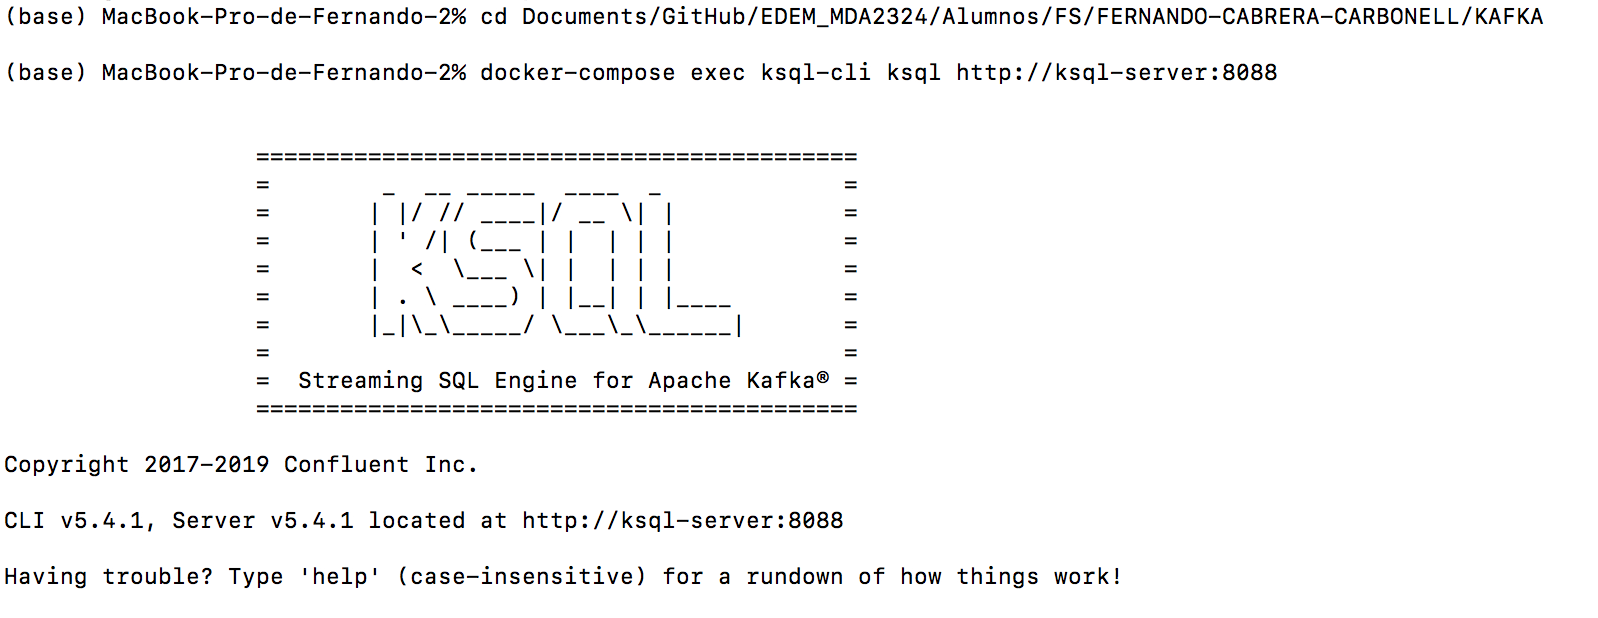 (base) MacBook-Pro-de-Fernando-2% cd Documents/GitHub/EDEM_MDA2324/Alumnos/FS/FERNANDO-CABRERA-CARBONELL/KAFKA
(base) MacBook-Pro-de-Fernando-2% docker-compose exec ksql-cli ksql http://ksql-server:8088
                  ===========================================
                  =        _  __ _____  ____  _             =
                  =       | |/ // ____|/ __ \| |            =
                  =       | ' /| (___ | |  | | |            =
                  =       |  <  \___ \| |  | | |            =
                  =       | . \ ____) | |__| | |____        =
                  =       |_|\_\_____/ \___\_\______|       =
                  =                                         =
                  =  Streaming SQL Engine for Apache Kafka® =
                  ===========================================
Copyright 2017-2019 Confluent Inc.
CLI v5.4.1, Server v5.4.1 located at http://ksql-server:8088
Having trouble? Type 'help' (case-insensitive) for a rundown of how things work!